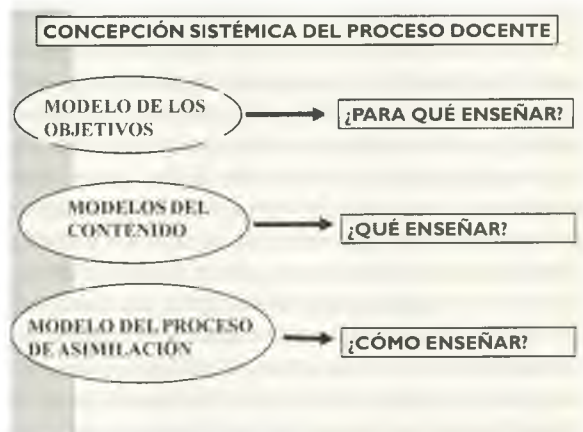 CONCEPCIÓN SISTÉMICA DEL PROCESO DOCENTE
MODELO DE LOS
OBJETIVOS
¿PARA QUÉ ENSEÑAR?
MODELOS DEL
CONTENIDO
¿QUÉ ENSEÑAR?
MODELO DEL PROCESO
DE ASIMILACIÓN
¿CÓMO ENSEÑAR?